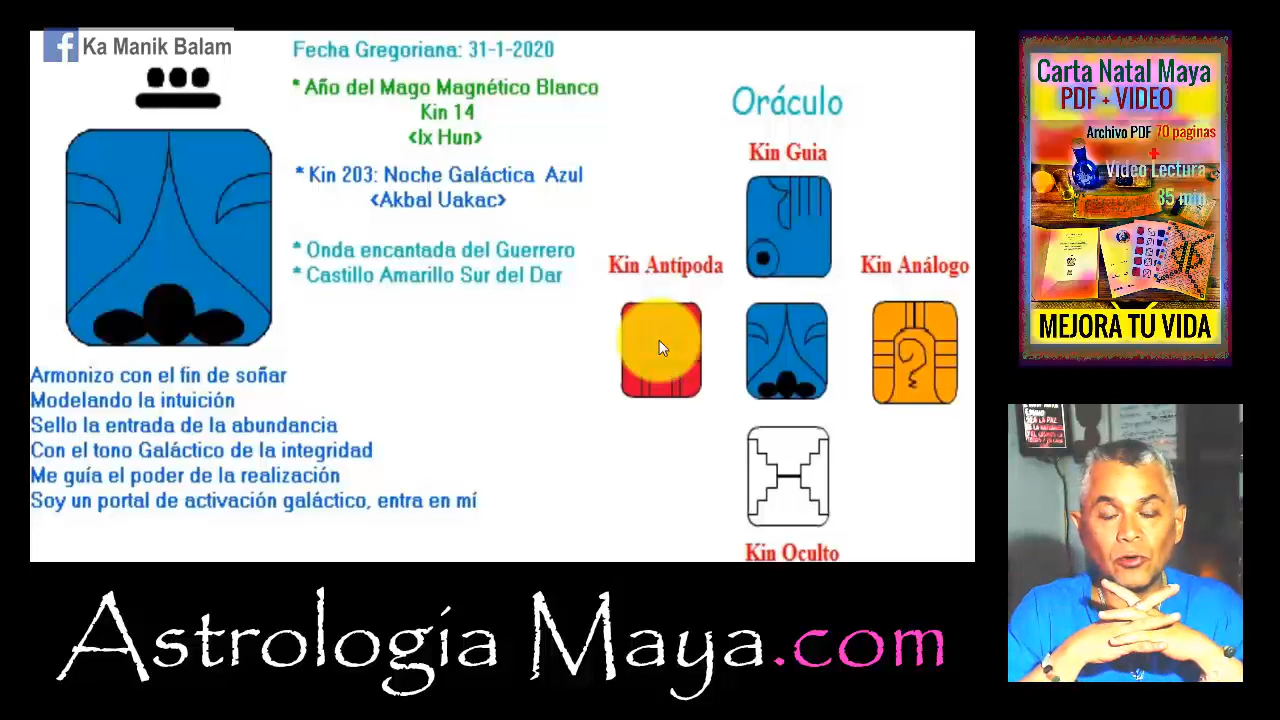 Ka Manik Balam
Fecha Gregoriana: 31-1-2020
* Año del Mago Magnético Blanco
Kin 14
<Ix Hun>
* Kin 203: Noche Galáctica Azul
<Akbal Uakac>
* Onda encantada del Guerrero
* Castillo Amarillo Sur del Dar
Armonizo con el fin de soñar
Modelando la intuición
Sello la entrada de la abundancia
Con el tono Galáctico de la integridad
Me guía el poder de la realización
Soy un portal de activación galáctico, entra en mí
Oráculo
Kin Guia
Kin Antípoda
Kin Análogo
Kin Oculto
Carta Natal Maya
PDF + VIDEO
Archivo PDF 70 paginas
+
Video Lectura
35 min.
MEJORA TU VIDA
Astrología Maya.com